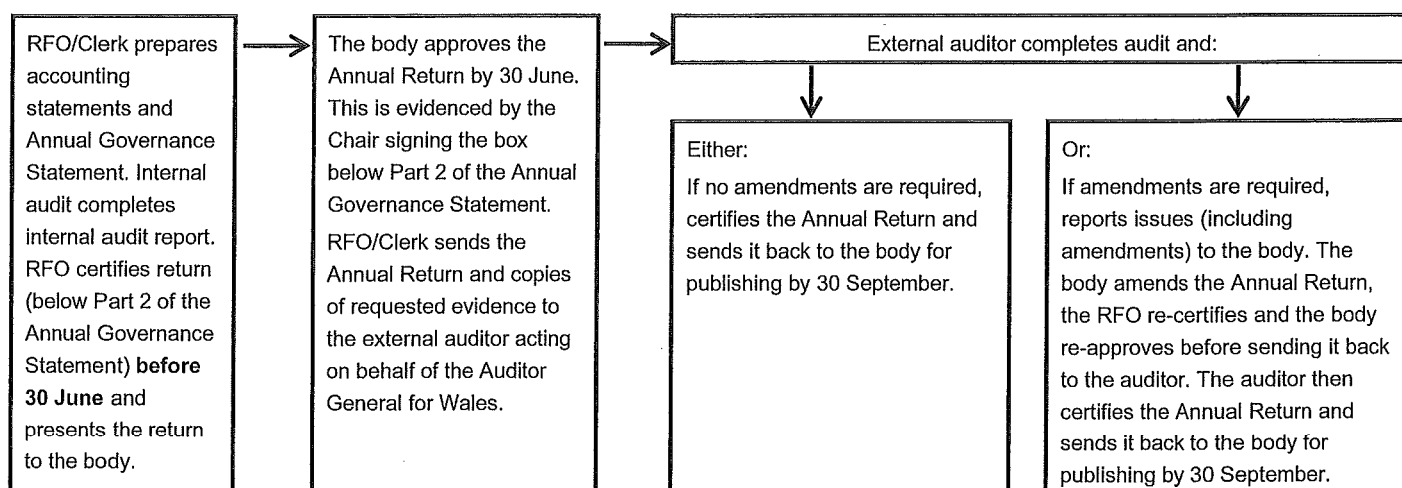 RFO/Clerk prepares
accounting
statements and
Annual Governance
Statement. Internal
audit completes
internal audit report.
RFO certifies return
(below Part 2 of the
Annual Governance
Statement) before
30 June and
presents the return
to the body.
The body approves the
Annual Return by 30 June.
This is evidenced by the
Chair signing the box
below Part 2 of the Annual
Governance Statement.
RFO/Clerk sends the
Annual Return and copies
of requested evidence to
the external auditor acting
on behalf of the Auditor
General for Wales.
External auditor completes audit and:
Either:
If no amendments are required,
certifies the Annual Return and
sends it back to the body for
publishing by 30 September.
Or:
If amendments are required,
reports issues (including
amendments) to the body. The
body amends the Annual Return,
the RFO re-certifies and the body
re-approves before sending it back
to the auditor. The auditor then
certifies the Annual Return and
sends it back to the body for
publishing by 30 September.